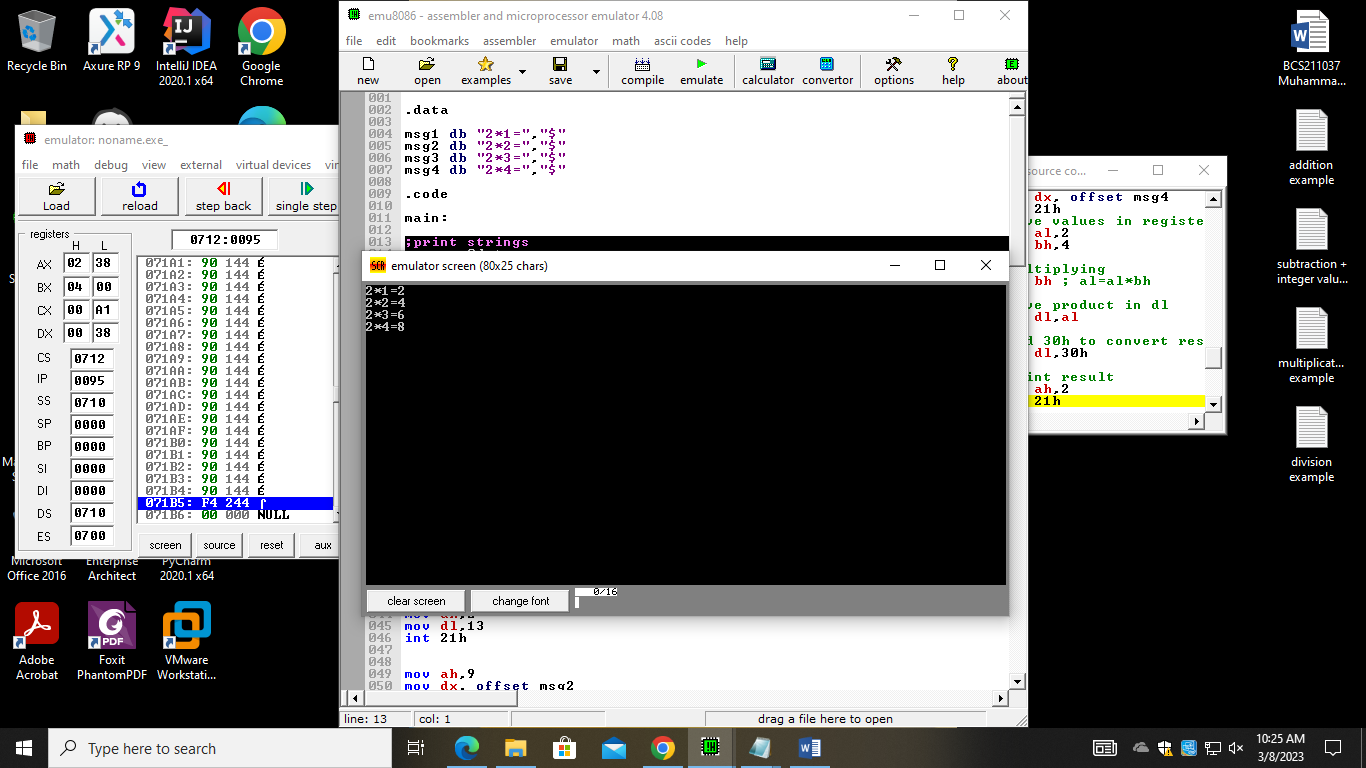 Recycle Bin
Axure RP 9
IntelliJ IDEA
2020.1 x64
Google
Chrome
Microsoft
Office 2016
Enterprise
Architect
PyCharm
2020.1 x64
Adobe
Acrobat
Foxit
PhantomPDF
VMware
Workstati...
emulator: noname.exe_
file math debug view external virtual devices
Load
reload
step back
single step
registers
H L
0712:0095
AX 02 38
BX 04 00
CX 00 A1
DX 00 38
CS 0712
IP 0095
SS 0710
SP 0000
BP 0000
SI 0000
DI 0000
DS 0710
ES 0700
071A1: 90 144 É
071A2: 90 144 É
071A3: 90 144 É
071A4: 90 144 É
071A5: 90 144 É
071A6: 90 144 É
071A7: 90 144 É
071A8: 90 144 É
071A9: 90 144 É
071AA: 90 144 É
071AB: 90 144 É
071AC: 90 144 É
071AD: 90 144 É
071AE: 90 144 É
071AF: 90 144 É
071B0: 90 144 É
071B1: 90 144 É
071B2: 90 144 É
071B3: 90 144 É
071B4: 90 144 É
071B5: F4 244 ⌠
071B6: 00 000 NULL
screen source reset aux
emu8086 - assembler and microprocessor emulator 4.08
file edit bookmarks assembler emulator math ascii codes help
new open examples save compile emulate calculator convertor options help about
001
002 .data
003
004 msg1 db "2*1=","$"
005 msg2 db "2*2=","$"
006 msg3 db "2*3=","$"
007 msg4 db "2*4=","$"
008
009 .code
010
011 main:
012
013 ;print strings
emulator screen (80x25 chars)
2*1=2
2*2=4
2*3=6
2*4=8
clear screen
change font
0/16
045 mov dl,13
046 int 21h
047
048
049 mov ah,9
050 mov dx, offset msg2
line: 13
col: 1
drag a file here to open
source co...
dx, offset msg4
21h
al,2
bh,4
bh ; al=al*bh
product in dl
dl,al
30h to convert res
dl,30h
result
ah,2
21h
BCS211037
Muhamma...
addition
example
subtraction +
integer valu...
multiplicat...
example
division
example
Type here to search
10:25 AM
3/8/2023